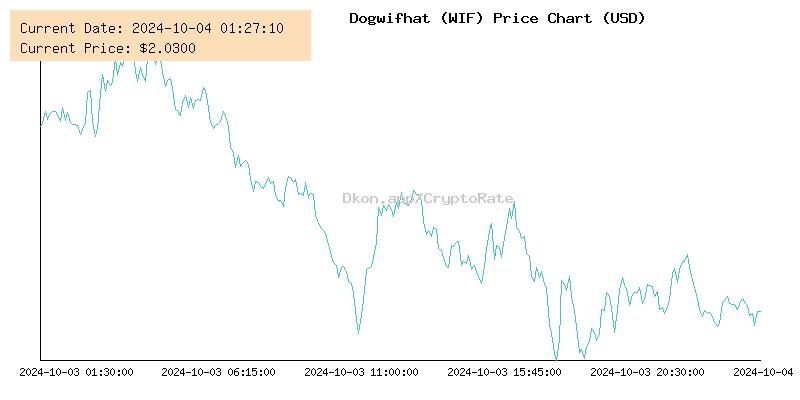 Dogwifhat (WIF) Price Chart (USD)
Current Date: 2024-10-04 01:27:10
Current Price: $2.0300
Dkon.app/CryptoRate
2024-10-03 01:30:00
2024-10-03 06:15:00
2024-10-03 11:00:00
2024-10-03 15:45:00
2024-10-03 20:30:00
2024-10-04